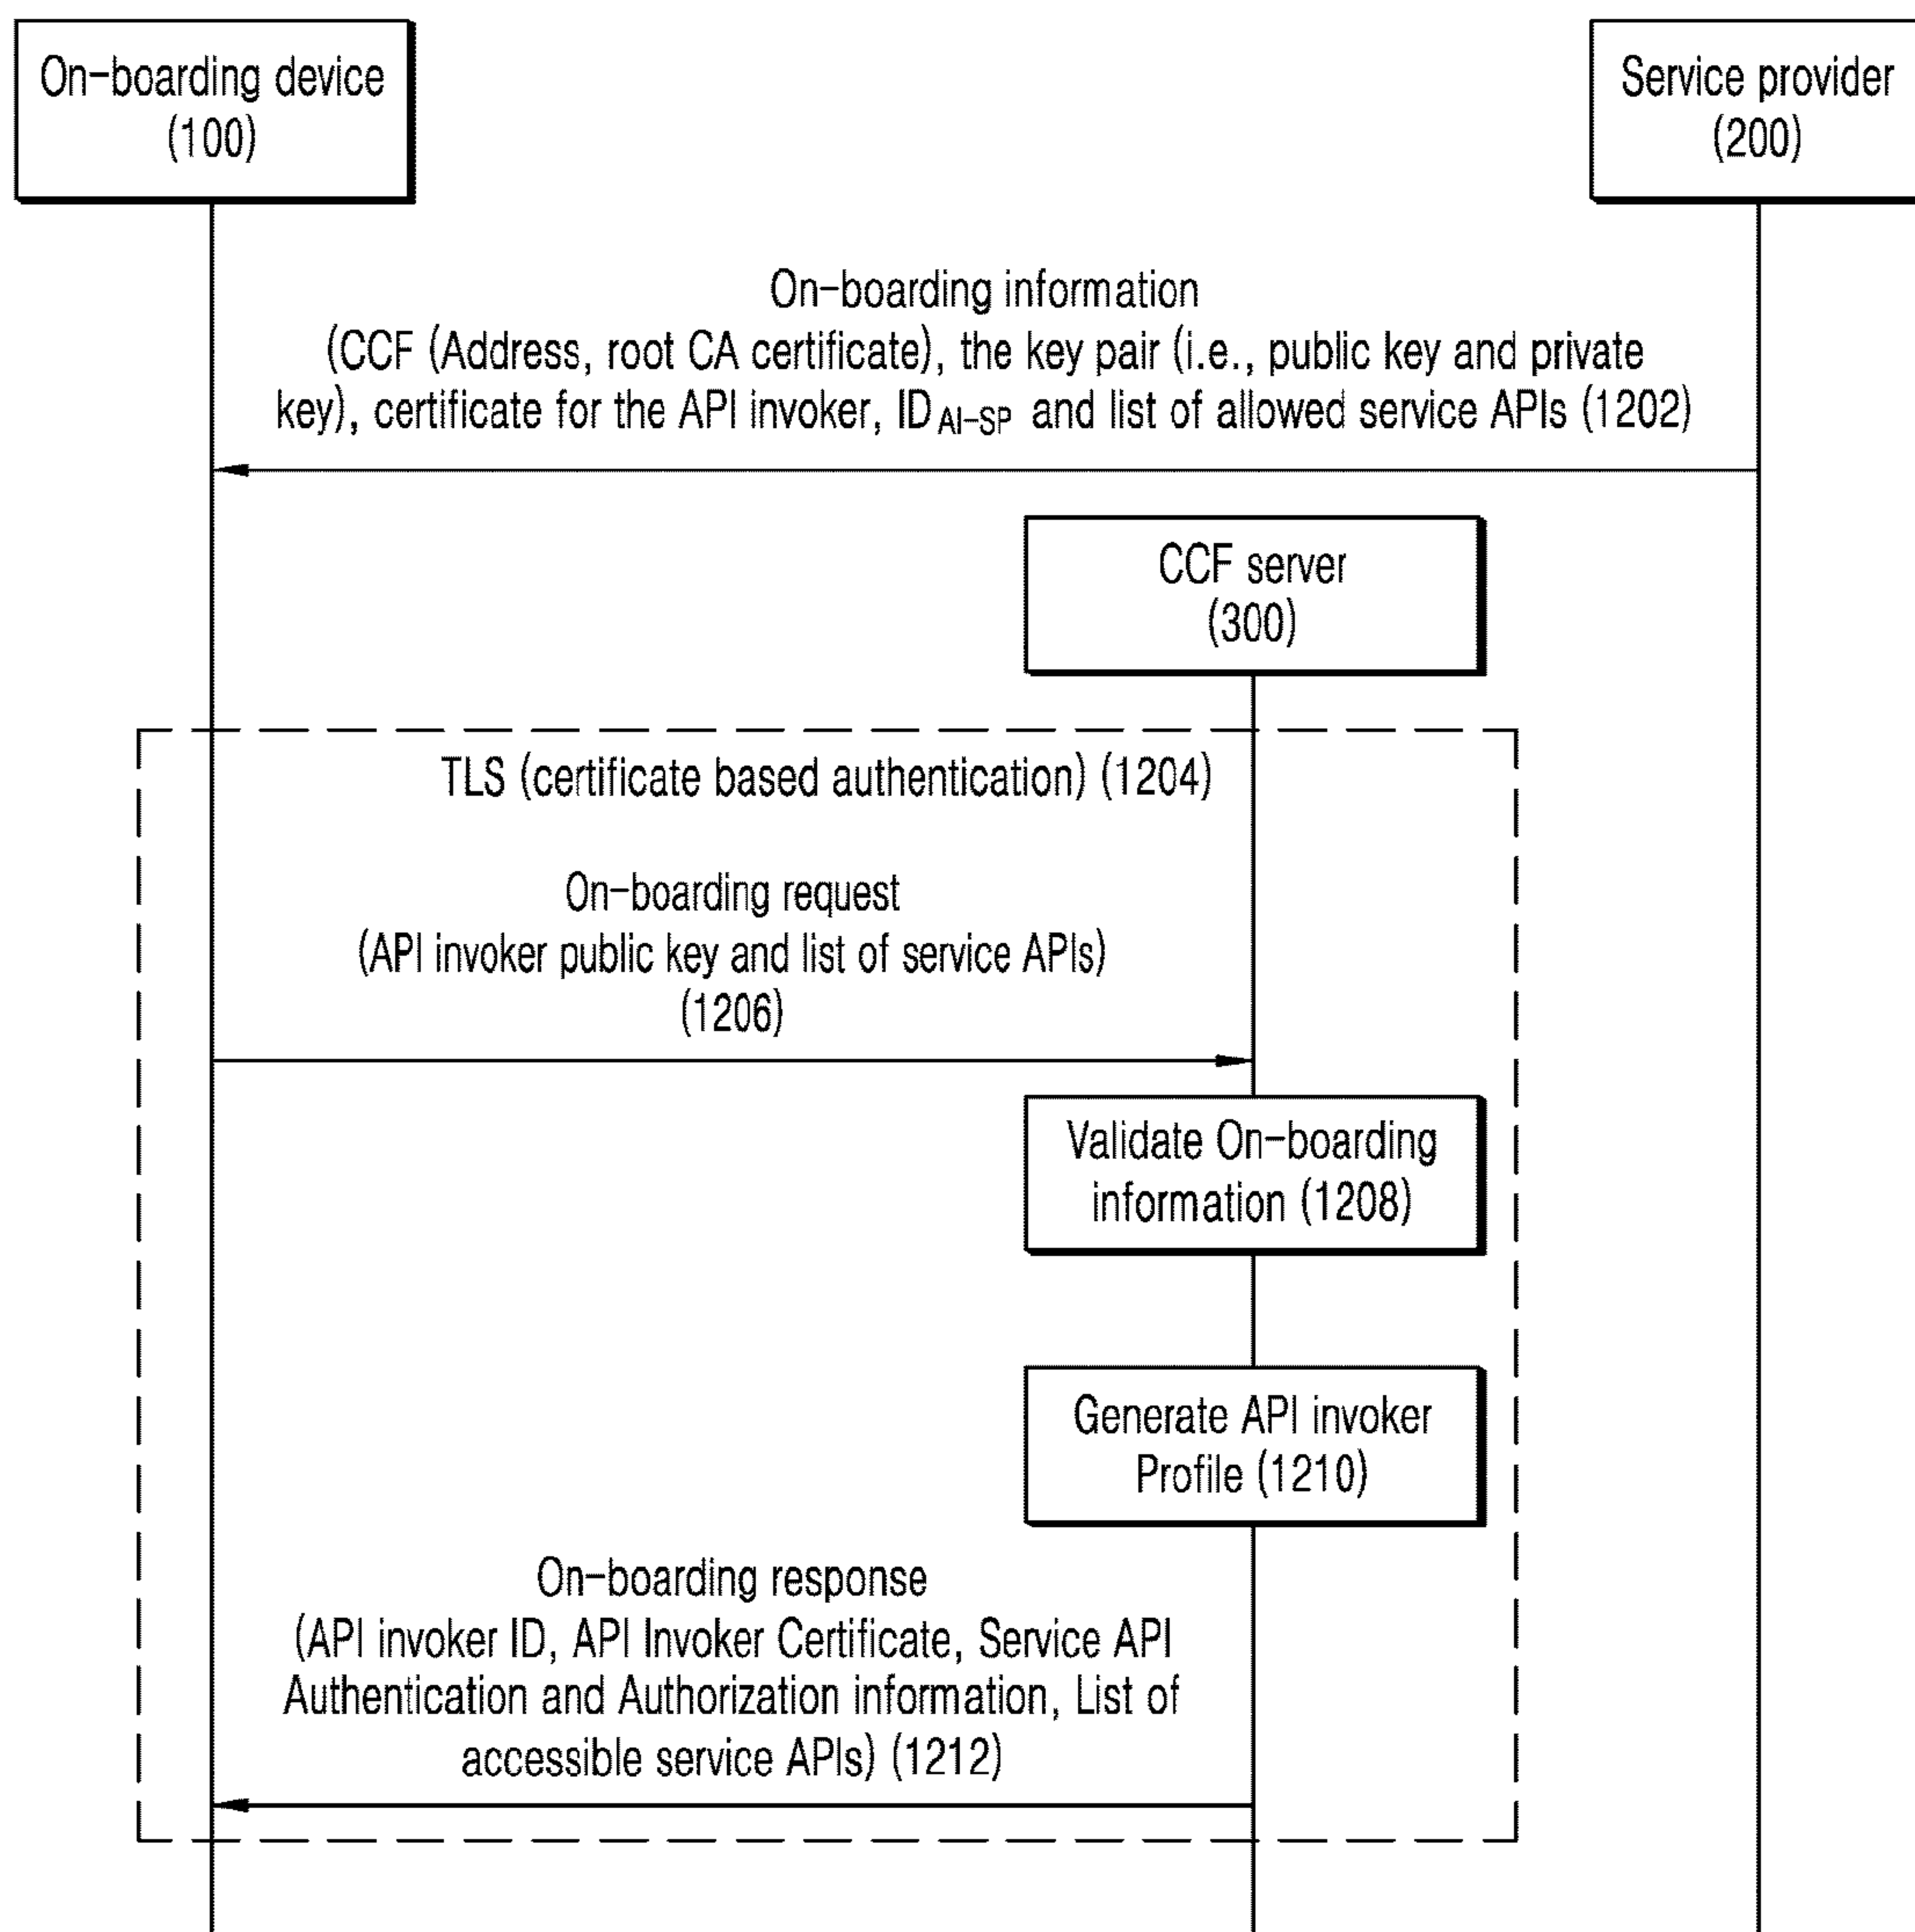 On-boarding device
(100)
Service provider
(200)
On-boarding information
(CCF (Address, root CA certificate), the key pair (i.e., public key and private
key), certificate for the API invoker, ID AI-SP and list of allowed service APIs (1202)
CCF server
(300)
TLS (certificate based authentication) (1204)
On-boarding request
(API invoker public key and list of service APIs)
(1206)
Validate On-boarding
information (1208)
Generate API invoker
Profile (1210)
On-boarding response
(API invoker ID, API Invoker Certificate, Service API
Authentication and Authorization information, List of
accessible service APIs) (1212)